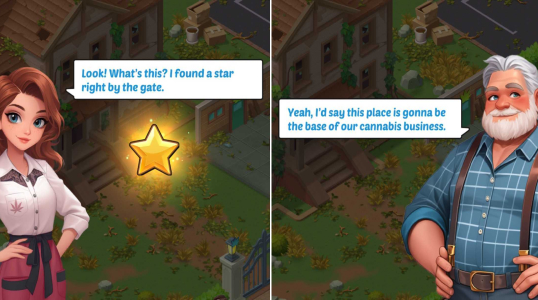 Look! What's this? I found a star
right by the gate.
Yeah, I'd say this place is gonna be
the base of our cannabis business.